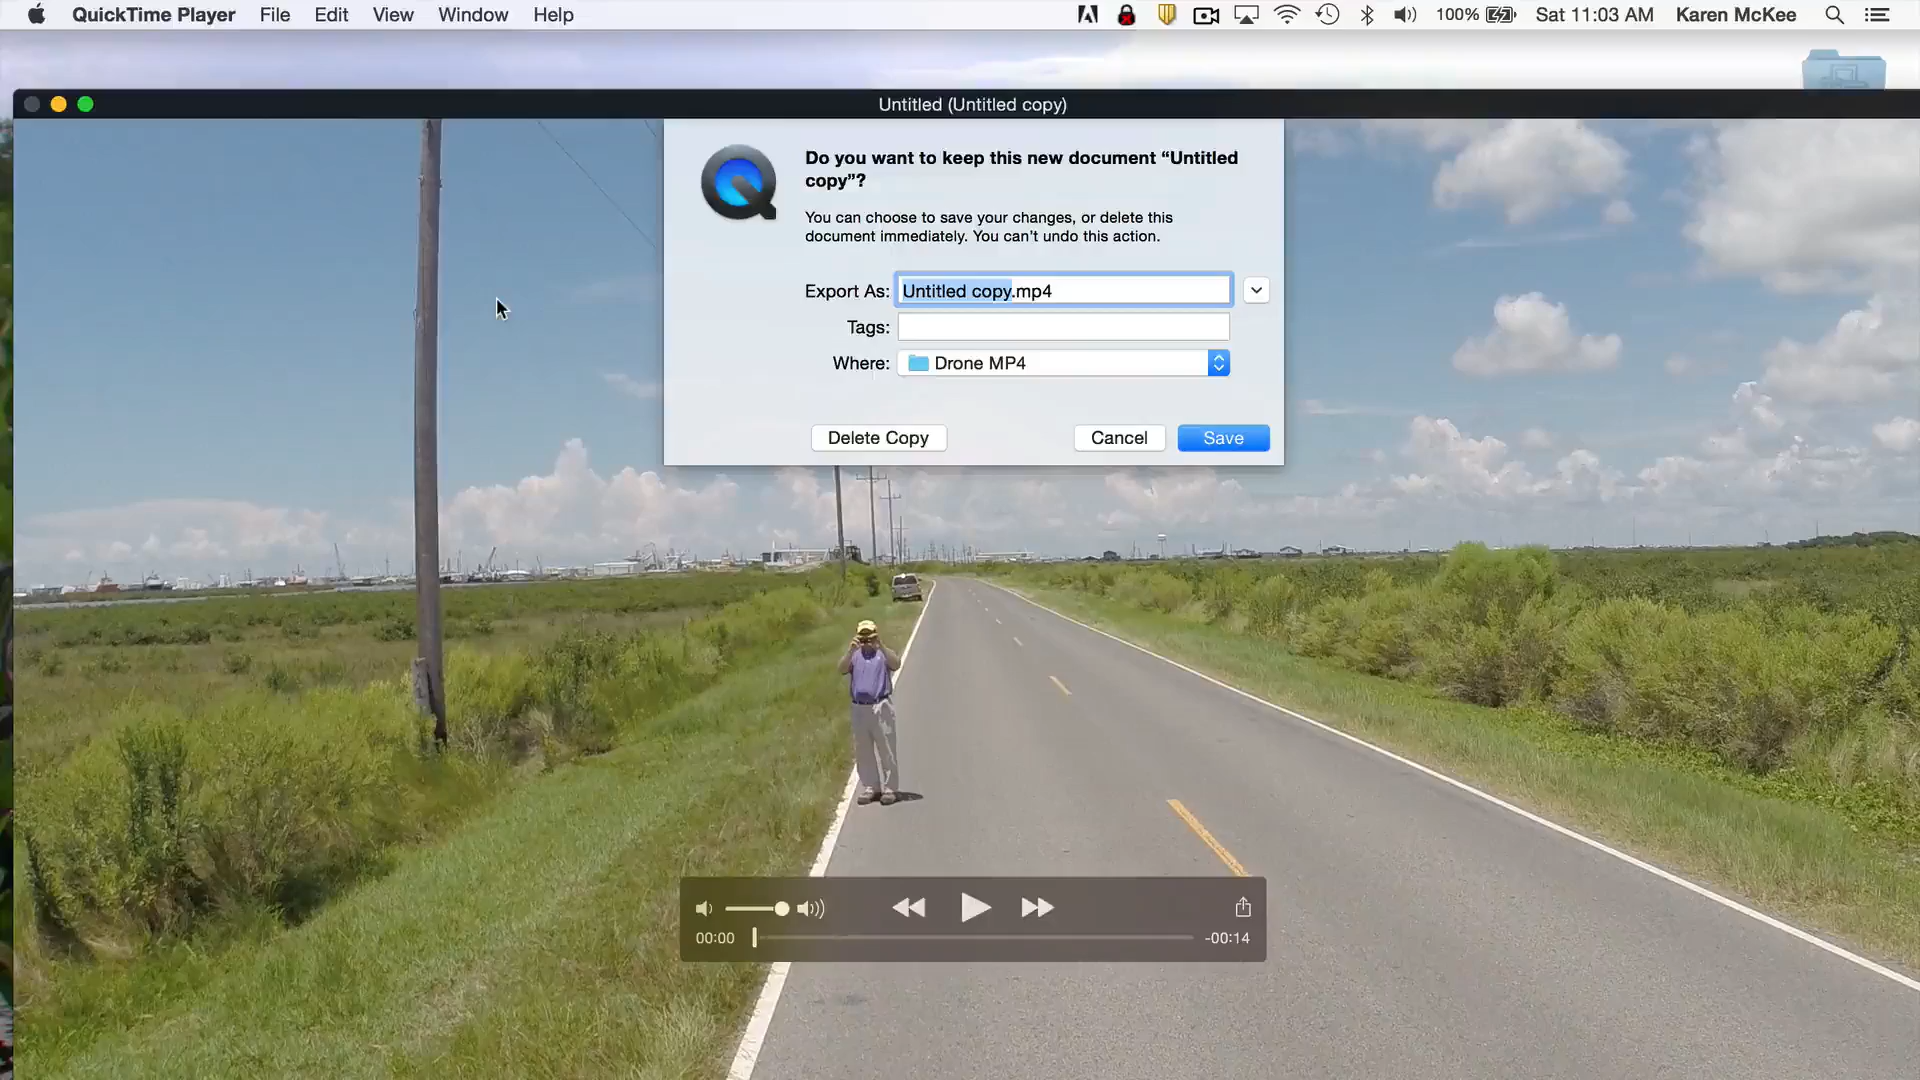 QuickTime Player File Edit View Window Help 100% Sat 11:03 AM Karen McKee
Untitled (Untitled copy)
Do you want to keep this new document “Untitled
copy”?
You can choose to save your changes, or delete this
document immediately. You can’t undo this action.
Export As: Untitled copy.mp4
Tags:
Where: Drone MP4
Delete Copy Cancel Save
00:00 -00:14